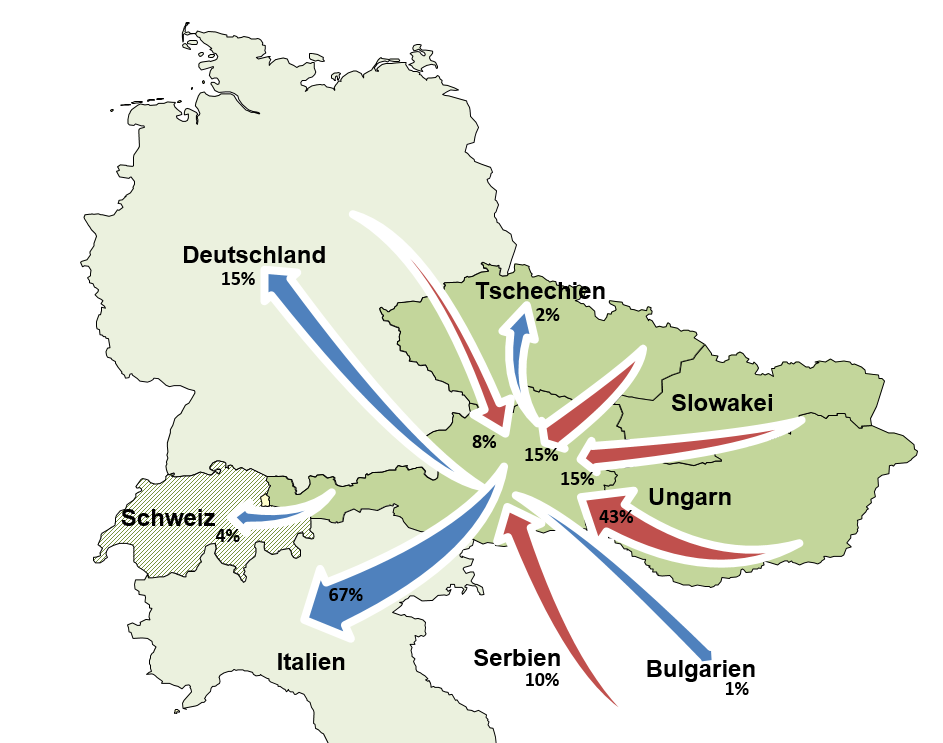 Deutschland
15%
Tschechien
2%
Slowakei
8%
15%
15%
Ungarn
43%
Schweiz
4%
67%
Italien
Serbien
10%
Bulgarien
1%